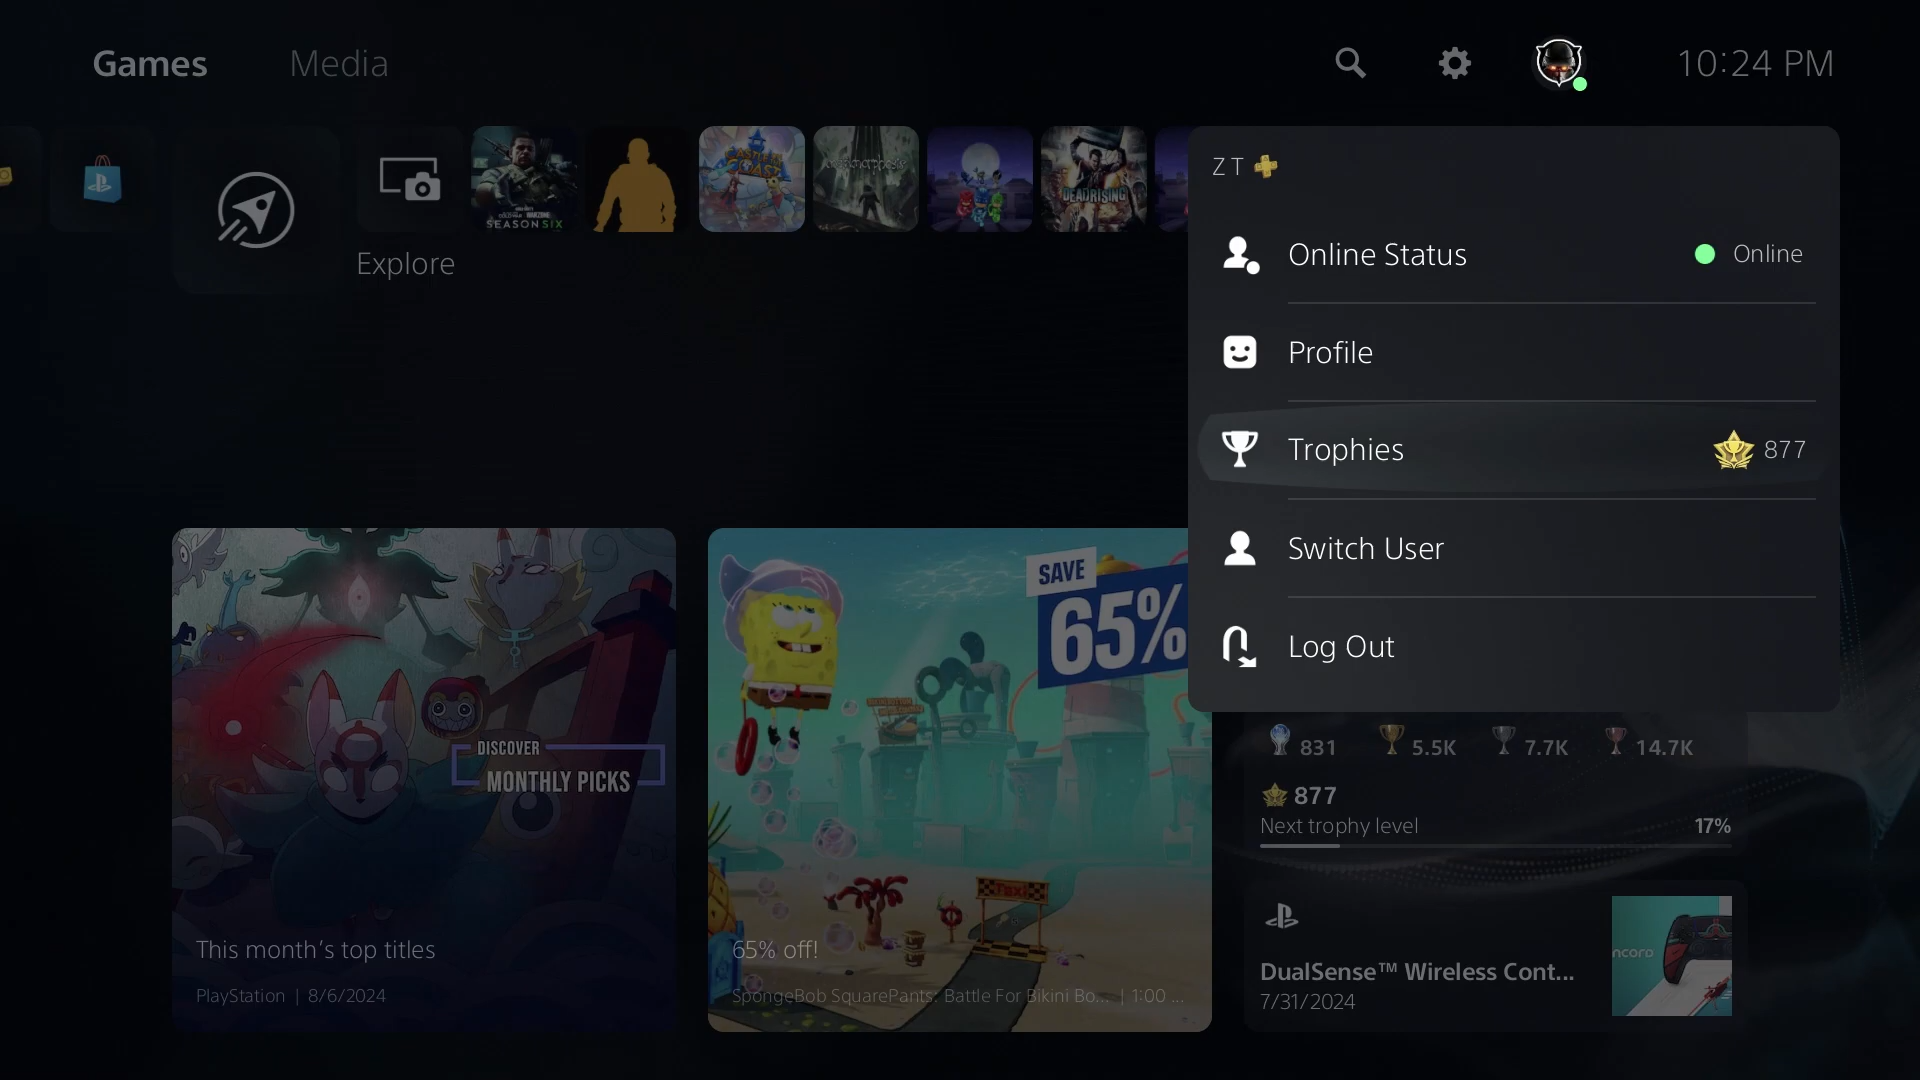 Games
Media
10:24 PM
SEASON SIX
CAST
DEADRISING
Explore
Z T
Online Status
Online
Profile
Trophies
877
Switch User
Log Out
SAVE
65%
DISCOVER
MONTHLY PICKS
This month’s top titles
PlayStation | 8/6/2024
Taxi
65% off!
SpongeBob SquarePants: Battle For Bikini Bo... | 1:00 ...
831
5.5K
7.7K
14.7K
877
Next trophy level
17%
DualSense™ Wireless Cont...
7/31/2024